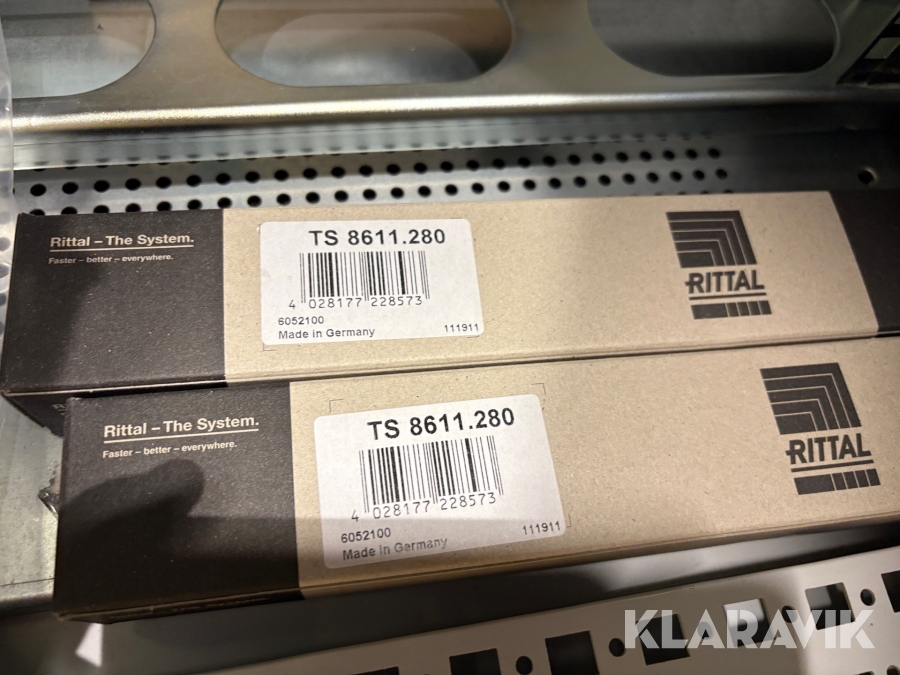 Rittal – The System.
Faster – better – everywhere.
TS 8611.280
4 028177 228573
6052100
Made in Germany
111911
RITTAL
Rittal – The System.
Faster – better – everywhere.
TS 8611.280
4 028177 228573
6052100
Made in Germany
111911
RITTAL
KLARAVIK